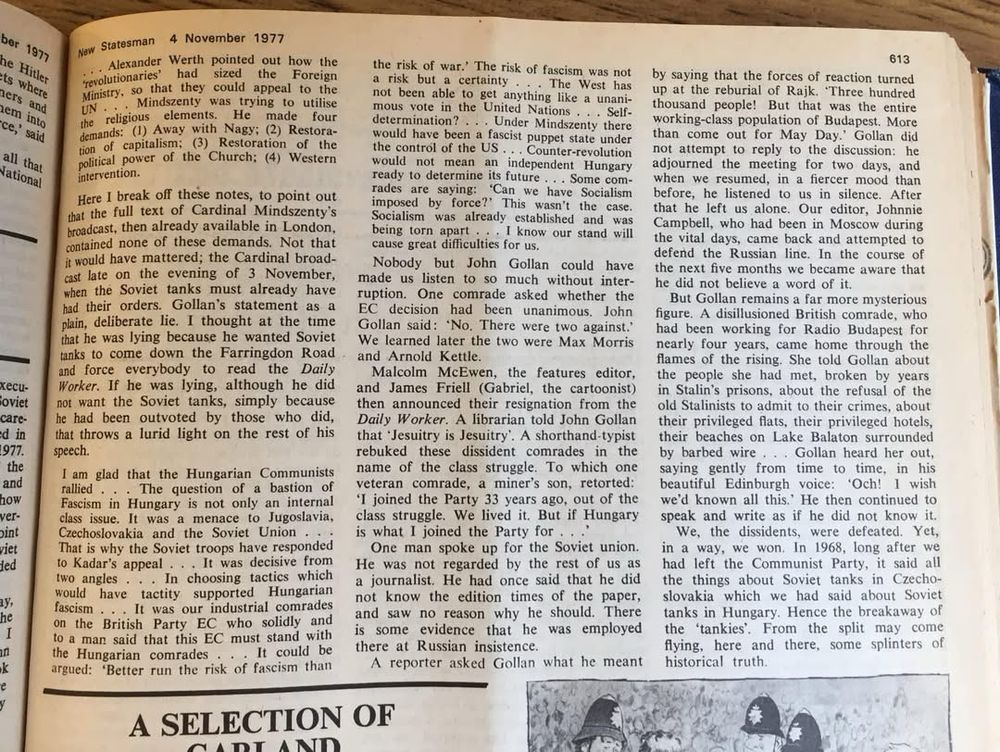 ber 1977
he Hitler
ets where
ners and
hem into
rce,' said
all that
National
xecu-
Soviet
care-
ed in
1977.
the
and
how
ver-
oint
viet
ded
ay,
he
I
an
ok
e
y
New Statesman 4 November 1977
613
. . . Alexander Werth pointed out how the
'revolutionaries' had sized the Foreign
Ministry, so that they could appeal to the
UN . . . Mindszenty was trying to utilise
the religious elements. He made four
demands: (1) Away with Nagy; (2) Restora-
tion of capitalism; (3) Restoration of the
political power of the Church; (4) Western
intervention.
Here I break off these notes, to point out
that the full text of Cardinal Mindszenty's
broadcast, then already available in London,
contained none of these demands. Not that
it would have mattered; the Cardinal broad-
cast late on the evening of 3 November,
when the Soviet tanks must already have
had their orders. Gollan's statement as a
plain, deliberate lie. I thought at the time
that he was lying because he wanted Soviet
tanks to come down the Farringdon Road
and force everybody to read the Daily
Worker. If he was lying, although he did
not want the Soviet tanks, simply because
he had been outvoted by those who did,
that throws a lurid light on the rest of his
speech.
I am glad that the Hungarian Communists
rallied . . . The question of a bastion of
Fascism in Hungary is not only an internal
class issue. It was a menace to Jugoslavia,
Czechoslovakia and the Soviet Union . . .
That is why the Soviet troops have responded
to Kadar's appeal . . . It was decisive from
two angles . . . In choosing tactics which
would have tactity supported Hungarian
fascism . . . It was our industrial comrades
on the British Party EC who solidly and
to a man said that this EC must stand with
the Hungarian comrades . . . It could be
argued: 'Better run the risk of fascism than
the risk of war.' The risk of fascism was not
a risk but a certainty . . . The West has
not been able to get anything like a unani-
mous vote in the United Nations . . . Self-
determination? . . . Under Mindszenty there
would have been a fascist puppet state under
the control of the US . . . Counter-revolution
would not mean an independent Hungary
ready to determine its future . . . Some com-
rades are saying: 'Can we have Socialism
imposed by force?' This wasn't the case.
Socialism was already established and was
being torn apart . . . I know our stand will
cause great difficulties for us.
Nobody but John Gollan could have
made us listen to so much without inter-
ruption. One comrade asked whether the
EC decision had been unanimous. John
Gollan said: 'No. There were two against.'
We learned later the two were Max Morris
and Arnold Kettle.
Malcolm McEwen, the features editor,
and James Friell (Gabriel, the cartoonist)
then announced their resignation from the
Daily Worker. A librarian told John Gollan
that 'Jesuitry is Jesuitry'. A shorthand-typist
rebuked these dissident comrades in the
name of the class struggle. To which one
veteran comrade, a miner's son, retorted:
'I joined the Party 33 years ago, out of the
class struggle. We lived it. But if Hungary
is what I joined the Party for . . .'
One man spoke up for the Soviet union.
He was not regarded by the rest of us as
a journalist. He had once said that he did
not know the edition times of the paper,
and saw no reason why he should. There
is some evidence that he was employed
there at Russian insistence.
A reporter asked Gollan what he meant
by saying that the forces of reaction turned
up at the reburial of Rajk. 'Three hundred
thousand people! But that was the entire
working-class population of Budapest. More
than come out for May Day.' Gollan did
not attempt to reply to the discussion: he
adjourned the meeting for two days, and
when we resumed, in a fiercer mood than
before, he listened to us in silence. After
that he left us alone. Our editor, Johnnie
Campbell, who had been in Moscow during
the vital days, came back and attempted to
defend the Russian line. In the course of
the next five months we became aware that
he did not believe a word of it.
But Gollan remains a far more mysterious
figure. A disillusioned British comrade, who
had been working for Radio Budapest for
nearly four years, came home through the
flames of the rising. She told Gollan about
the people she had met, broken by years
in Stalin's prisons, about the refusal of the
old Stalinists to admit to their crimes, about
their privileged flats, their privileged hotels,
their beaches on Lake Balaton surrounded
by barbed wire . . . Gollan heard her out,
saying gently from time to time, in his
beautiful Edinburgh voice: 'Och! I wish
we'd known all this.' He then continued to
speak and write as if he did not know it.
We, the dissidents, were defeated. Yet,
in a way, we won. In 1968, long after we
had left the Communist Party, it said all
the things about Soviet tanks in Czecho-
slovakia which we had said about Soviet
tanks in Hungary. Hence the breakaway of
the 'tankies'. From the split may come
flying, here and there, some splinters of
historical truth.
A SELECTION OF
GARLAND